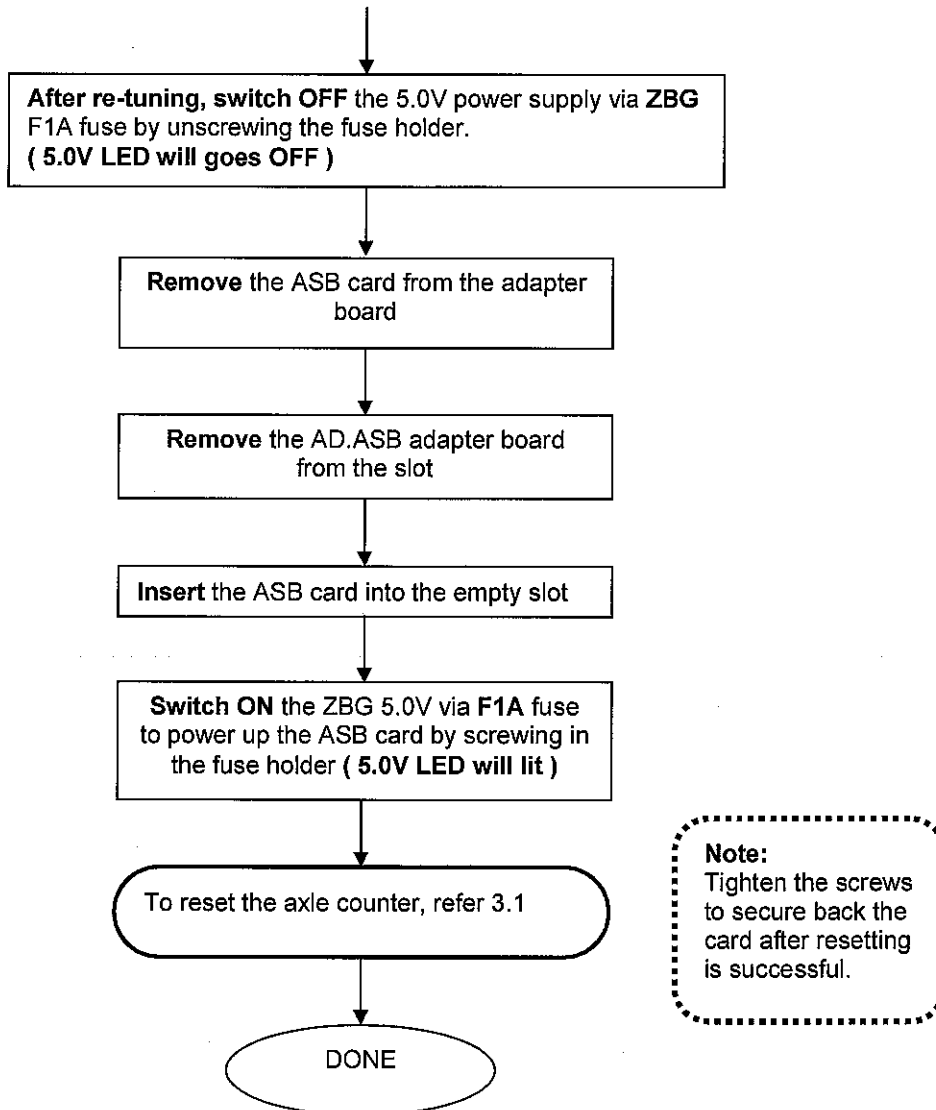 After re-tuning, switch OFF the 5.0V power supply via ZBG
F1A fuse by unscrewing the fuse holder.
( 5.0V LED will goes OFF )
Remove the ASB card from the adapter
board
Remove the AD.ASB adapter board
from the slot
Insert the ASB card into the empty slot
Switch ON the ZBG 5.0V via F1A fuse
to power up the ASB card by screwing in
the fuse holder ( 5.0V LED will lit )
To reset the axle counter, refer 3.1
Note:
Tighten the screws
to secure back the
card after resetting
is successful.
DONE